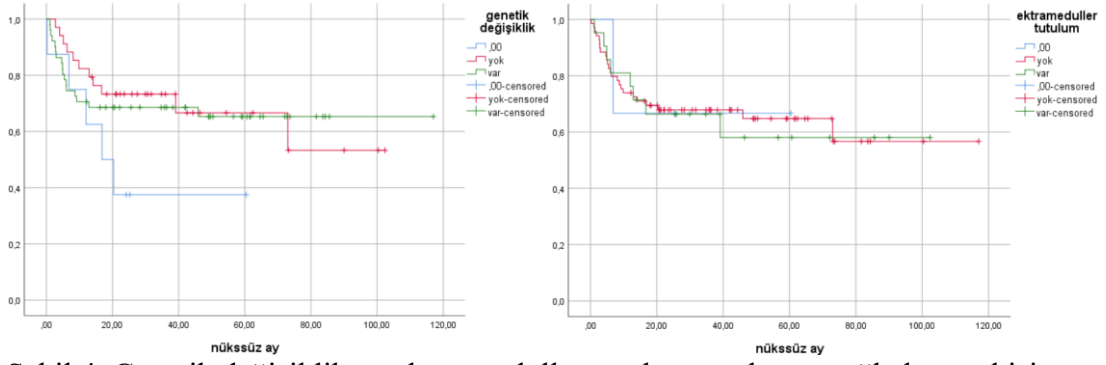 genetik
değişiklik
,00
yok
var
,00-censored
yok-censored
var-censored
1,0
0,8
0,6
0,4
0,2
0,0
,00
20,00
40,00
60,00
80,00
100,00
120,00
nükssüz ay
ektrameduller
tutulum
,00
yok
var
,00-censored
yok-censored
var-censored
1,0
0,8
0,6
0,4
0,2
0,0
,00
20,00
40,00
60,00
80,00
100,00
120,00
nükssüz ay